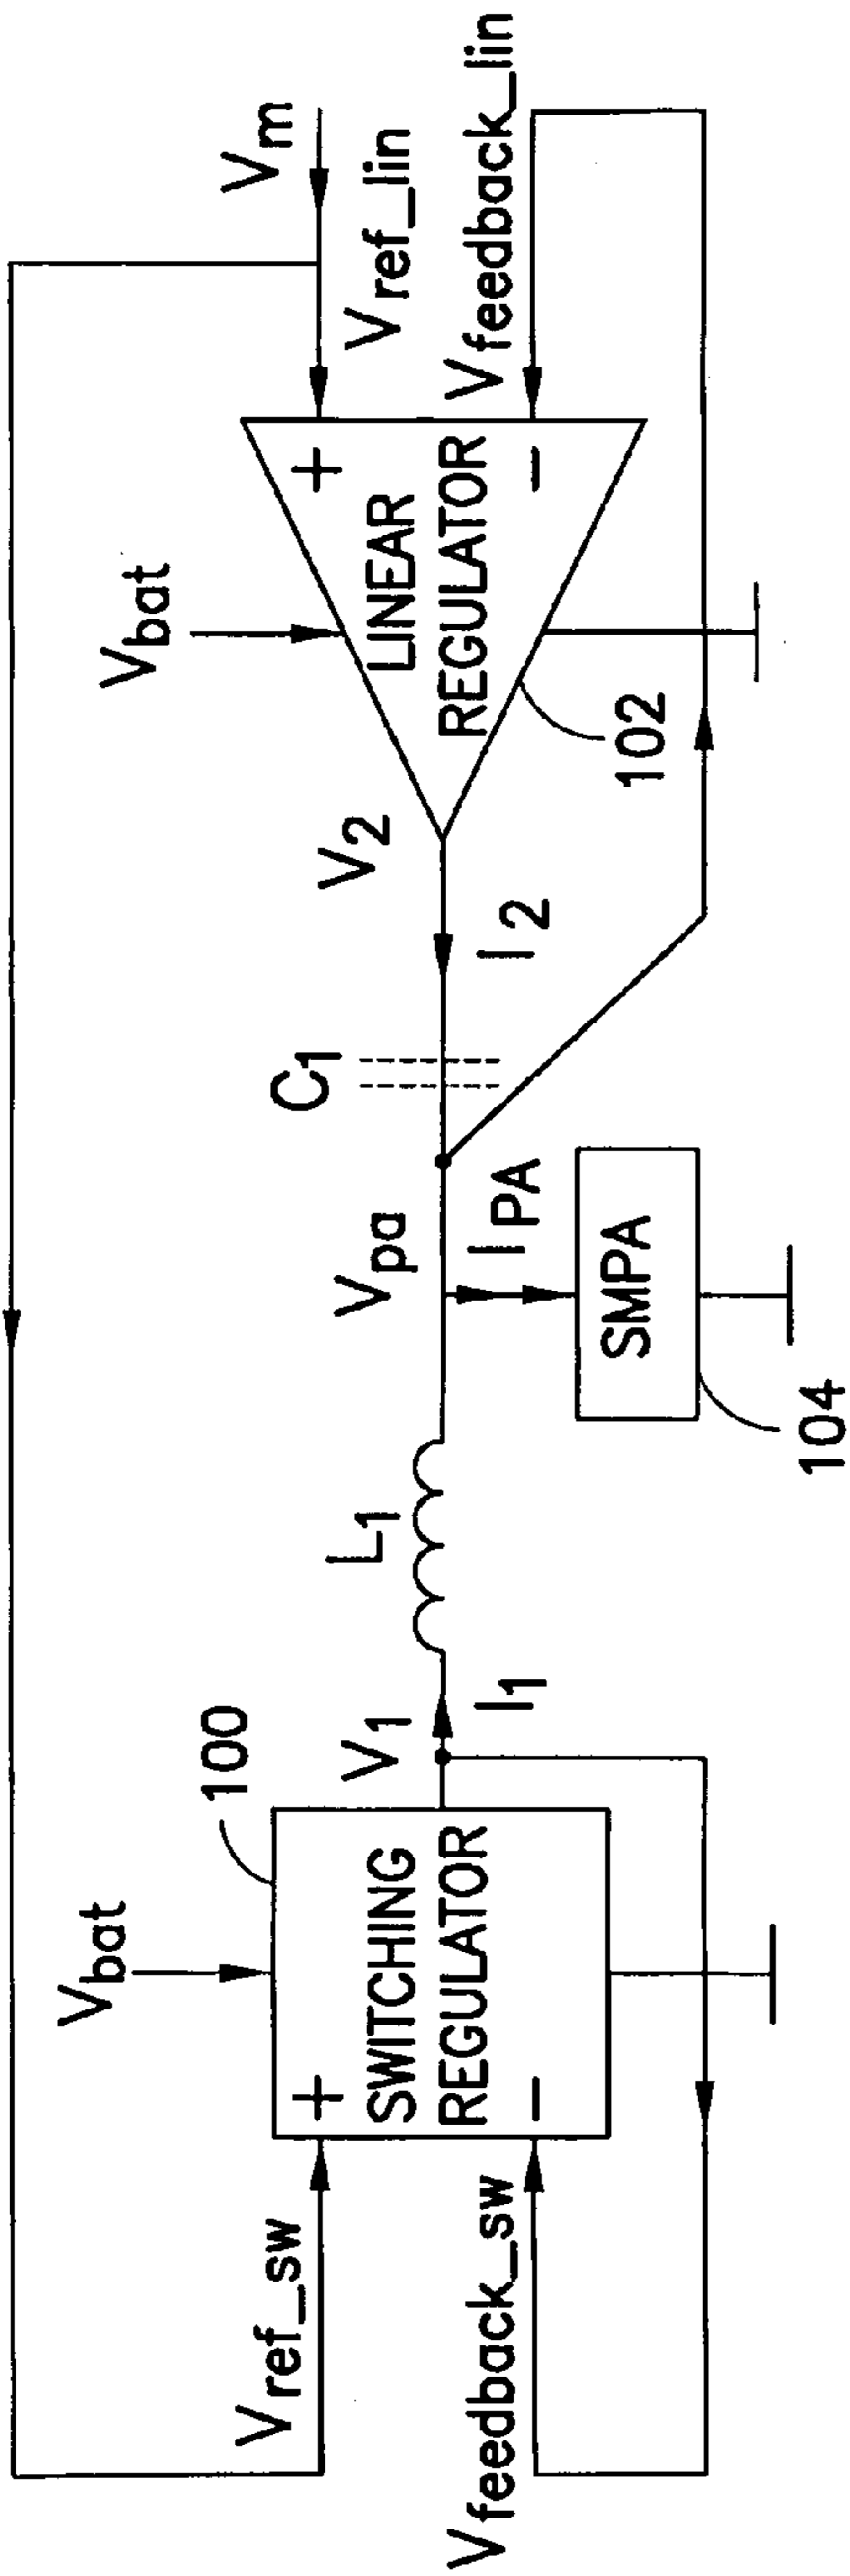 Vbat
100
Vref_sw
+
SWITCHING
REGULATOR
−
Vfeedback_sw
V1
I1
L1
Vpa
IPA
SMPA
104
C1
V2
I2
Vbat
LINEAR
REGULATOR
+
−
102
Vm
Vref_lin
Vfeedback_lin